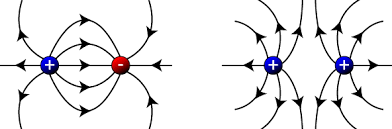 + - + +